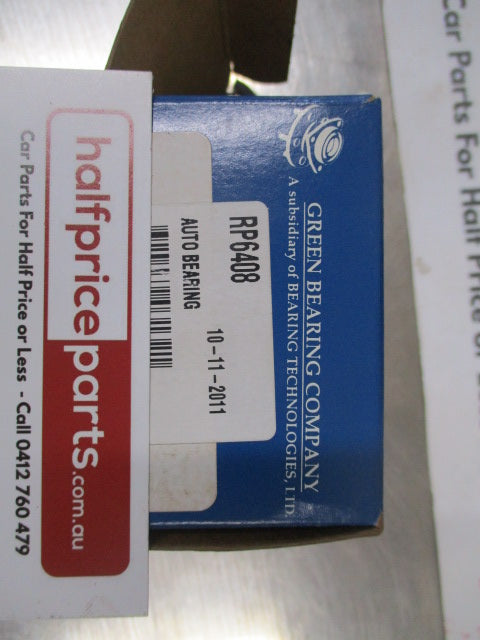 halfpriceparts.com.au
Car Parts For Half Price or Less - Call 0412 760 479
GREEN BEARING COMPANY
A subsidiary of BEARING TECHNOLOGIES, LTD.
RP6408
10-11-2011
AUTO BEARING
Car Parts For Half Price or